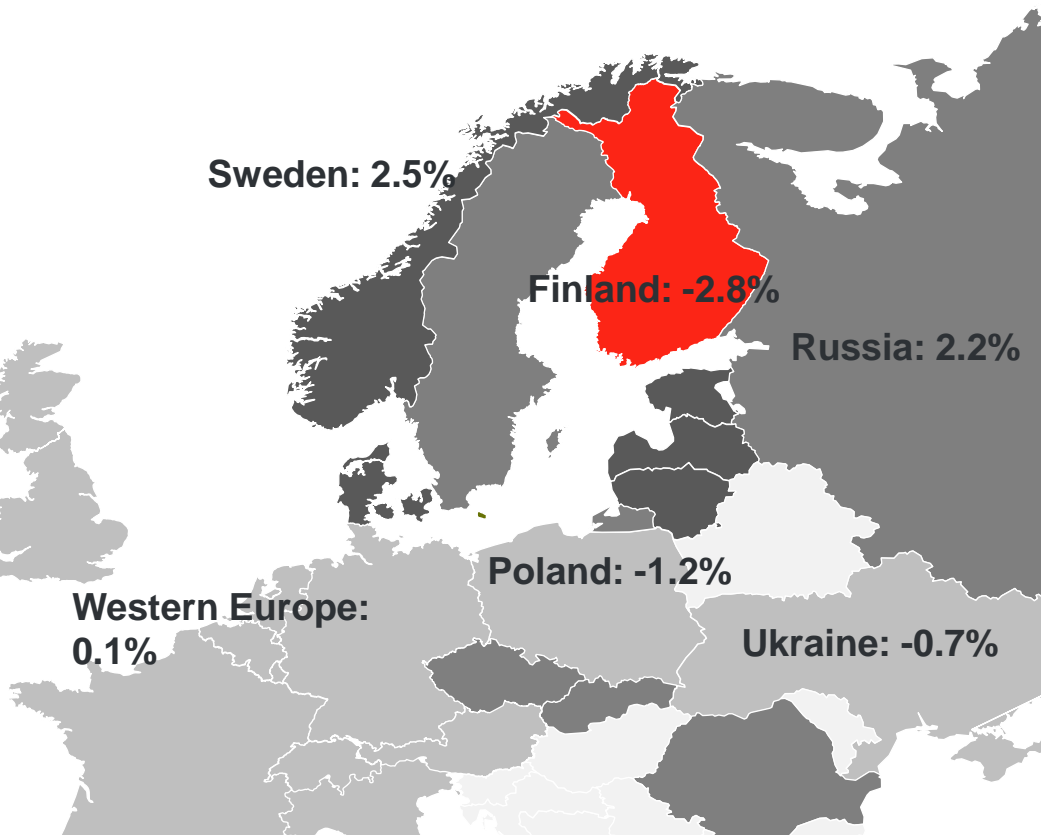 Sweden: 2.5%
Finland: -2.8%
Russia: 2.2%
Poland: -1.2%
Western Europe:
0.1%
Ukraine: -0.7%